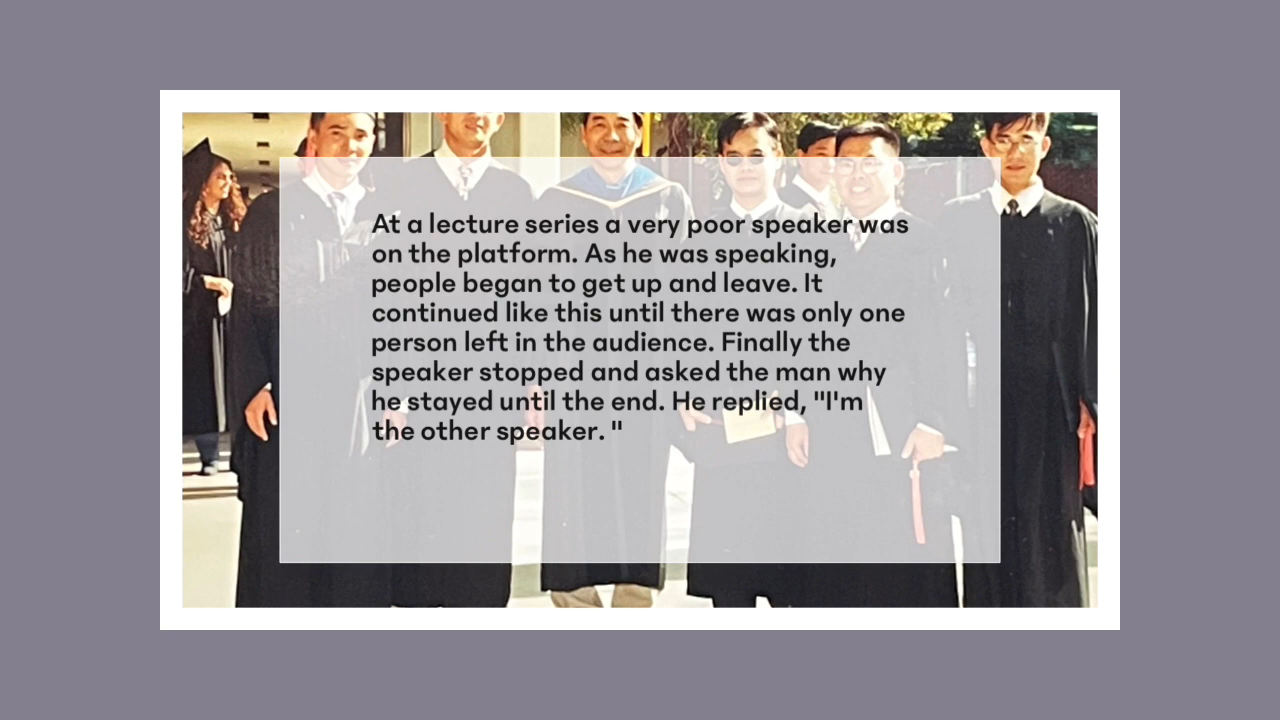 At a lecture series a very poor speaker was
on the platform. As he was speaking,
people began to get up and leave. It
continued like this until there was only one
person left in the audience. Finally the
speaker stopped and asked the man why
he stayed until the end. He replied, "I'm
the other speaker. "